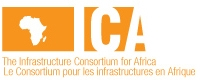 ICA
The Infrastructure Consortium for Africa
Le Consortium pour les infrastructures en Afrique